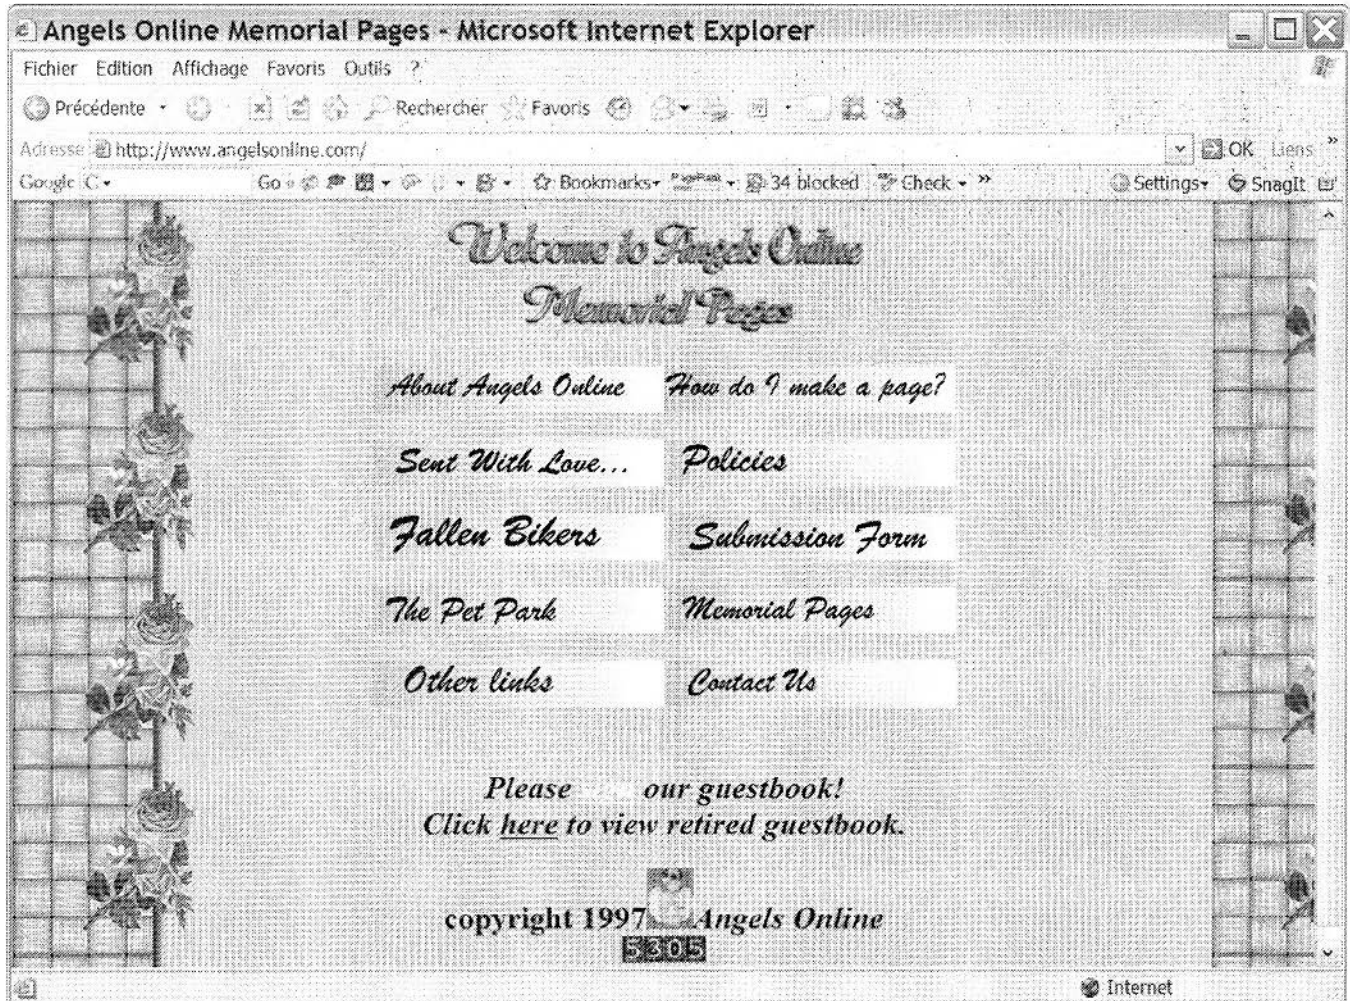 Angels Online Memorial Pages - Microsoft Internet Explorer
Fichier Edition Affichage Favoris Outils ?
Précédente Rechercher Favoris
Adresse http://www.angelsonline.com/ OK Liens »
Google Go Bookmarks 34 blocked Check » Settings SnagIt
Welcome to Angels Online
Memorial Pages
About Angels Online How do I make a page?
Sent With Love... Policies
Fallen Bikers Submission Form
The Pet Park Memorial Pages
Other links Contact Us
Please our guestbook!
Click here to view retired guestbook.
copyright 1997 Angels Online
5305
Internet